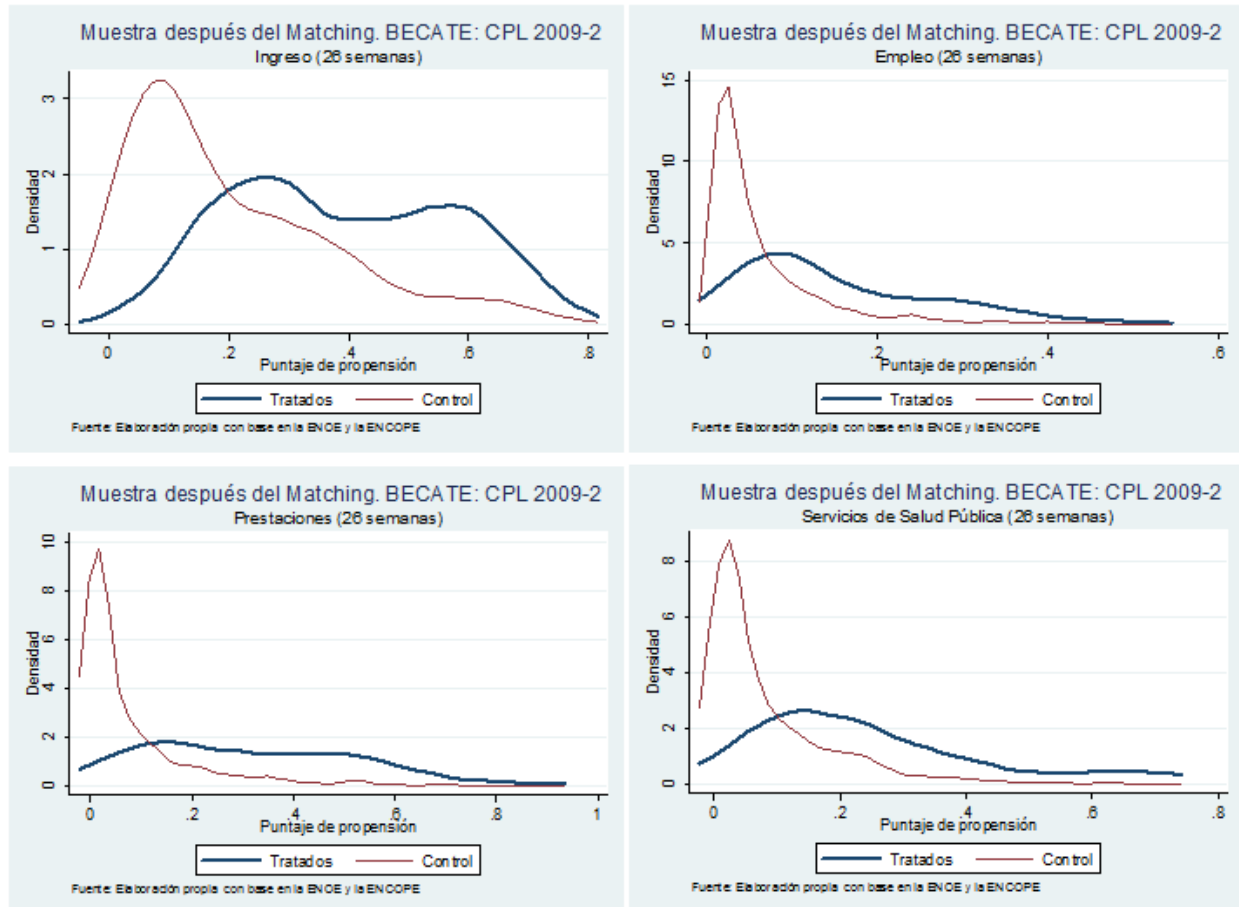 Muestra después del Matching. BECATE: CPL 2009-2
Ingreso (26 semanas)
Densidad
3
2
1
0
0
.2
.4
.6
.8
Puntaje de propensión
Tratados
Control
Fuente: Elaboración propia con base en la ENOE y la ENCOPE
Muestra después del Matching. BECATE: CPL 2009-2
Empleo (26 semanas)
Densidad
15
10
5
0
0
.2
.4
.6
Puntaje de propensión
Tratados
Control
Fuente: Elaboración propia con base en la ENOE y la ENCOPE
Muestra después del Matching. BECATE: CPL 2009-2
Prestaciones (26 semanas)
Densidad
10
8
6
4
2
0
0
.2
.4
.6
.8
1
Puntaje de propensión
Tratados
Control
Fuente: Elaboración propia con base en la ENOE y la ENCOPE
Muestra después del Matching. BECATE: CPL 2009-2
Servicios de Salud Pública (26 semanas)
Densidad
8
6
4
2
0
0
.2
.4
.6
.8
Puntaje de propensión
Tratados
Control
Fuente: Elaboración propia con base en la ENOE y la ENCOPE